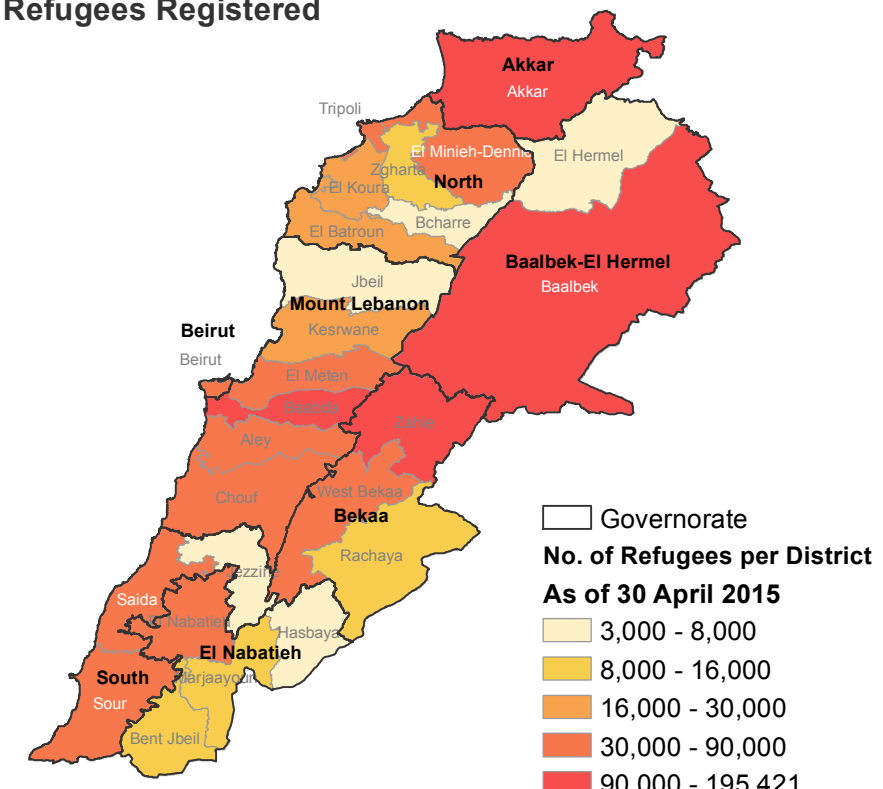 Refugees Registered
Akkar
Akkar
Tripoli
El Minieh-Dennie
El Hermel
Zgharta
North
El Koura
Bcharre
El Batroun
Baalbek-El Hermel
Baalbek
Jbeil
Mount Lebanon
Kesrwane
Beirut
Beirut
El Meten
Baabda
Zahle
Aley
West Bekaa
Chouf
Bekaa
Rachaya
Jezzine
Saida
El Nabatieh
Hasbaya
El Nabatieh
South
Marjaayoun
Sour
Bent Jbeil
Governorate
No. of Refugees per District
As of 30 April 2015
3,000 - 8,000
8,000 - 16,000
16,000 - 30,000
30,000 - 90,000
90,000 - 195,421